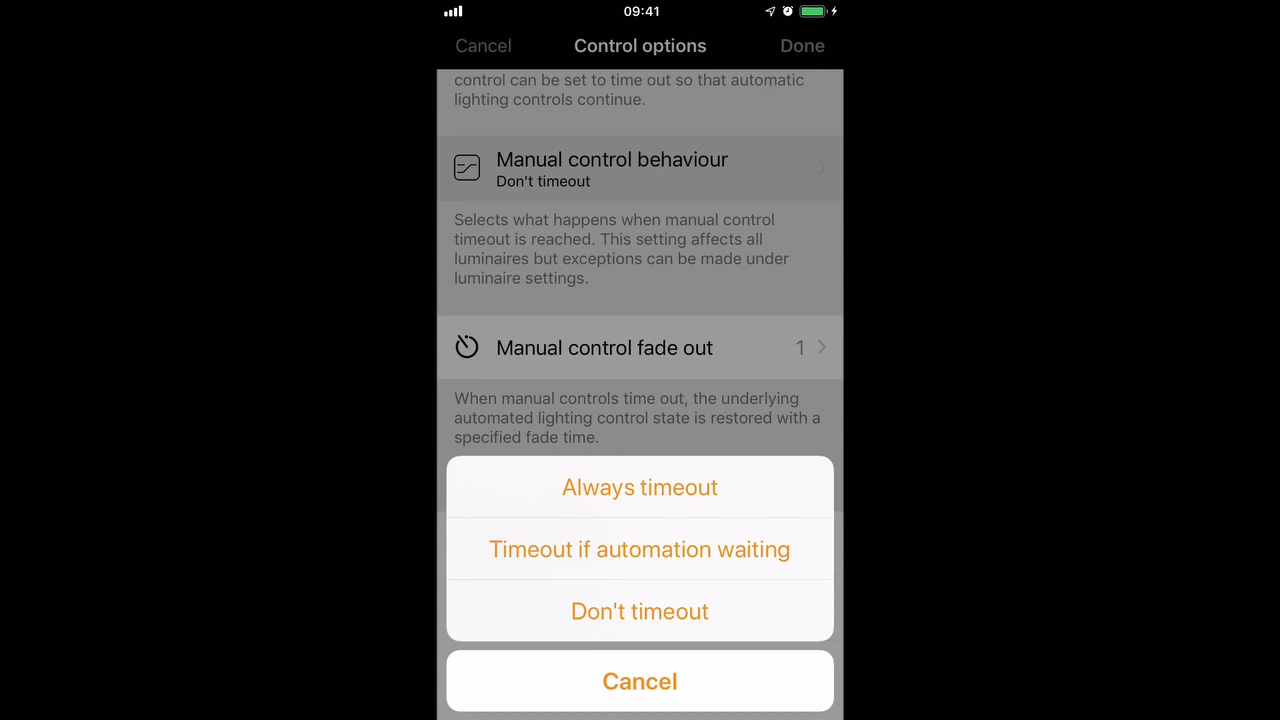 09:41
Cancel
Control options
Done
control can be set to time out so that automatic
lighting controls continue.
Manual control behaviour
Don't timeout
Selects what happens when manual control
timeout is reached. This setting affects all
luminaires but exceptions can be made under
luminaire settings.
Manual control fade out
1
When manual controls time out, the underlying
automated lighting control state is restored with a
specified fade time.
Always timeout
Timeout if automation waiting
Don't timeout
Cancel